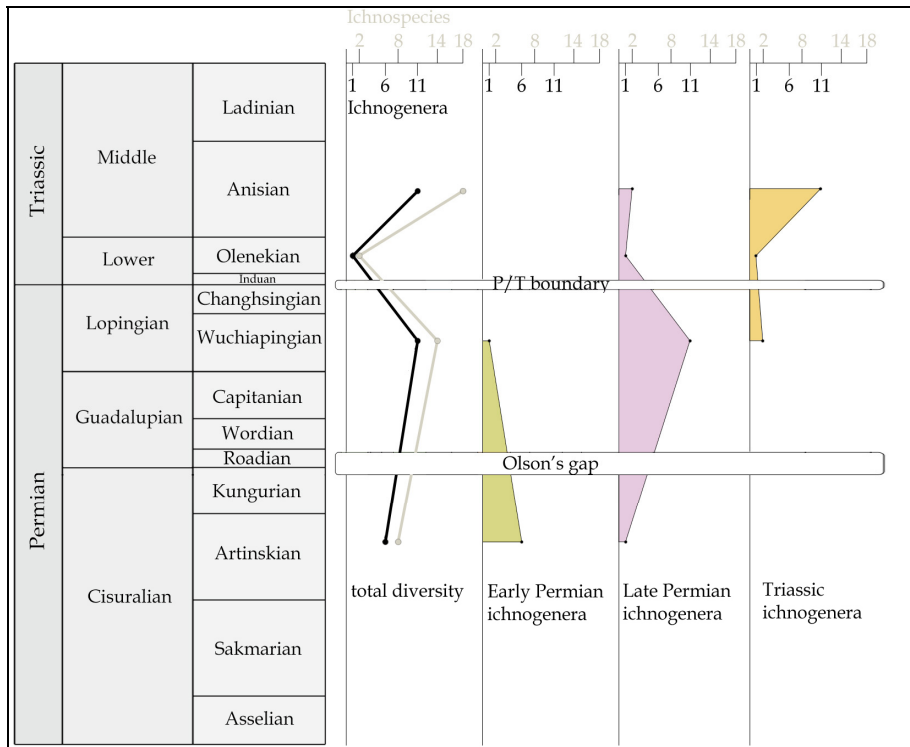 Ichnospecies
2 8 14 18
2 8 14 18
2 8 14 18
2 8 14 18
1 6 11
1 6 11
1 6 11
1 6 11
Ichnogenera
Triassic
Permian
Middle
Lower
Lopingian
Guadalupian
Cisuralian
Ladinian
Anisian
Olenekian
Induan
Changhsingian
Wuchiapingian
Capitanian
Wordian
Roadian
Kungurian
Artinskian
Sakmarian
Asselian
P/T boundary
Olson's gap
total diversity
Early Permian
ichnogenera
Late Permian
ichnogenera
Triassic
ichnogenera